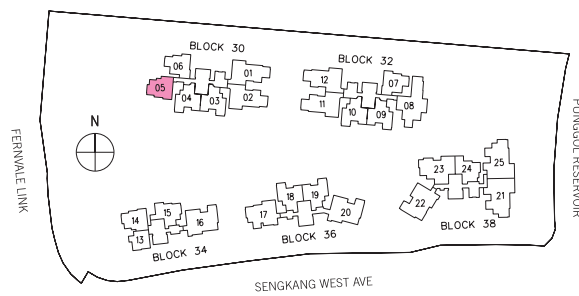 BLOCK 30
06
01
05
04
03
02
BLOCK 32
12
07
11
10
09
08
N
FERNVALE LINK
PUNGGOL RESERVOIR
23
24
25
22
21
BLOCK 38
14
15
16
13
BLOCK 34
18
19
17
20
BLOCK 36
SENGKANG WEST AVE